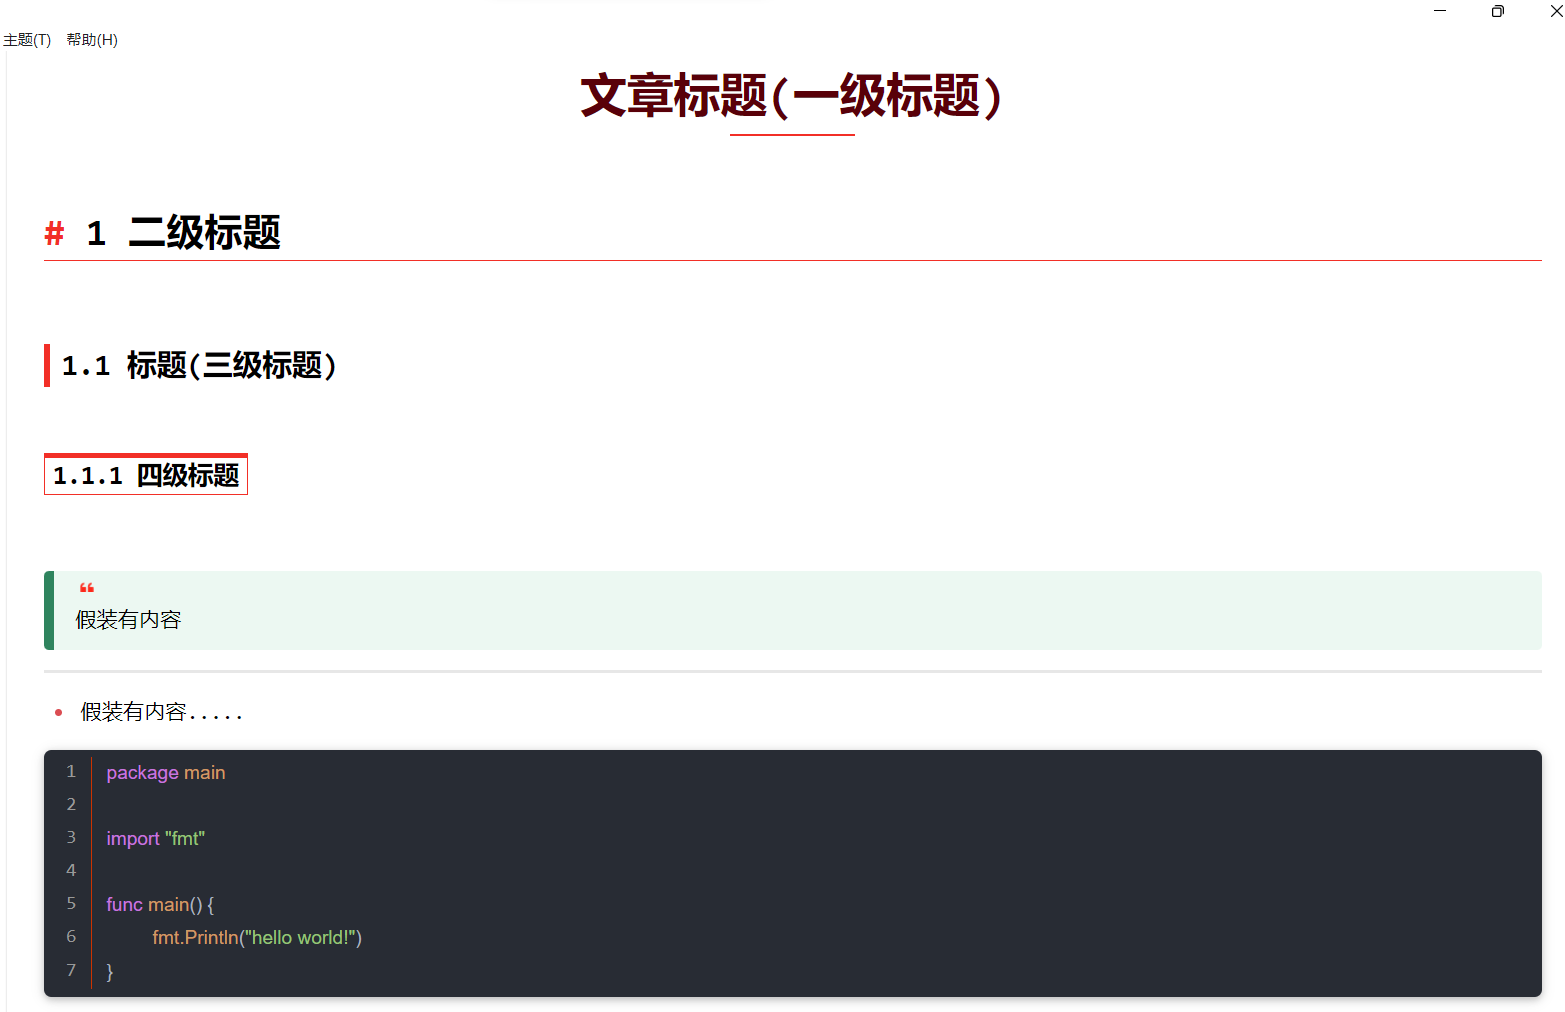 主题(T) 帮助(H)
文章标题(一级标题)
# 1 二级标题
1.1 标题(三级标题)
1.1.1 四级标题
❝
假装有内容
• 假装有内容.....
1 package main
2
3 import "fmt"
4
5 func main() {
6 fmt.Println("hello world!")
7 }